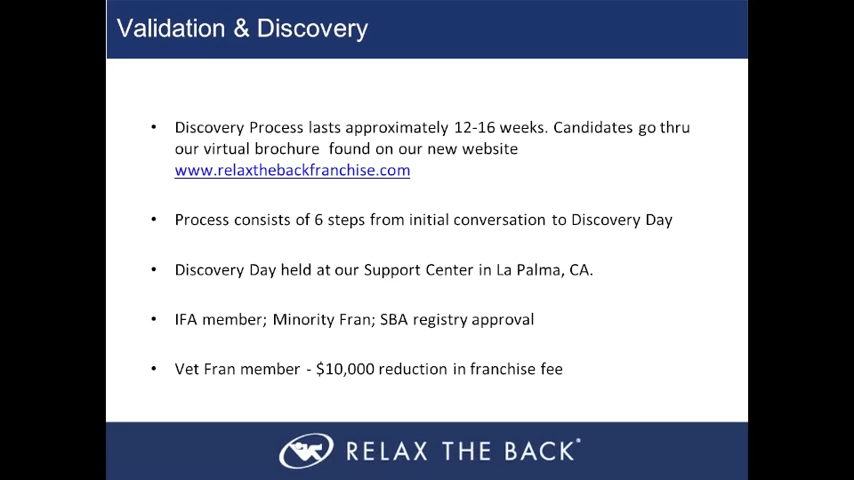 Validation & Discovery
• Discovery Process lasts approximately 12-16 weeks. Candidates go thru
our virtual brochure found on our new website
www.relaxthebackfranchise.com
• Process consists of 6 steps from initial conversation to Discovery Day
• Discovery Day held at our Support Center in La Palma, CA.
• IFA member; Minority Fran; SBA registry approval
• Vet Fran member - $10,000 reduction in franchise fee
RELAX THE BACK®